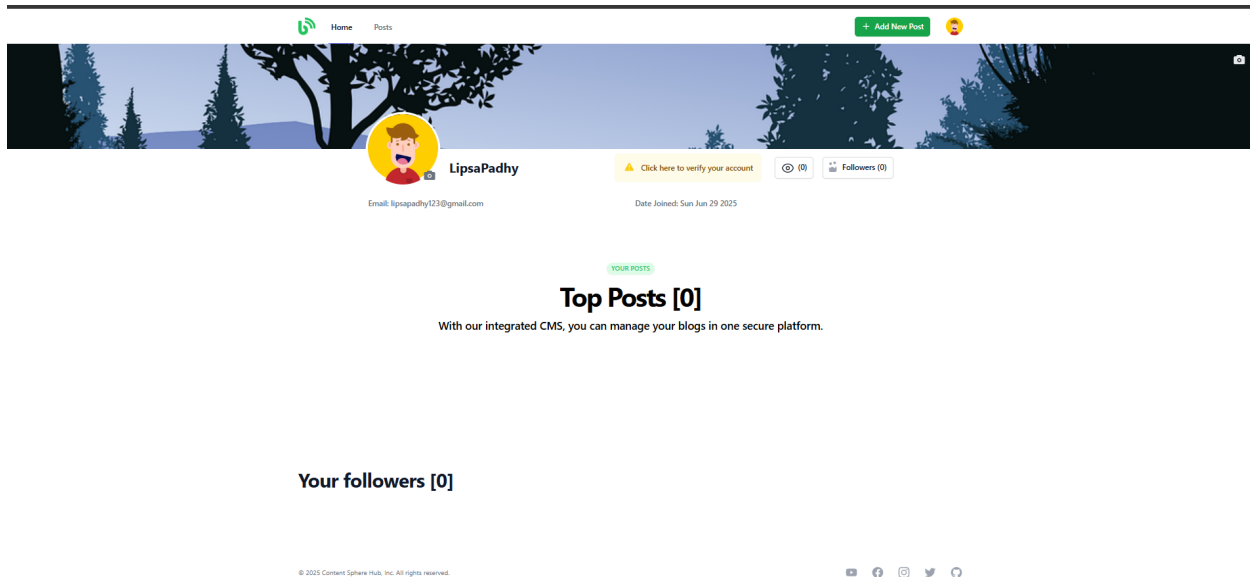 Home Posts + Add New Post
LipsaPadhy Click here to verify your account (0) Followers (0)
Email: lipsapadhy123@gmail.com Date Joined: Sun Jun 29 2025
YOUR POSTS
Top Posts [0]
With our integrated CMS, you can manage your blogs in one secure platform.
Your followers [0]
© 2025 Content Sphere Hub, Inc. All rights reserved.